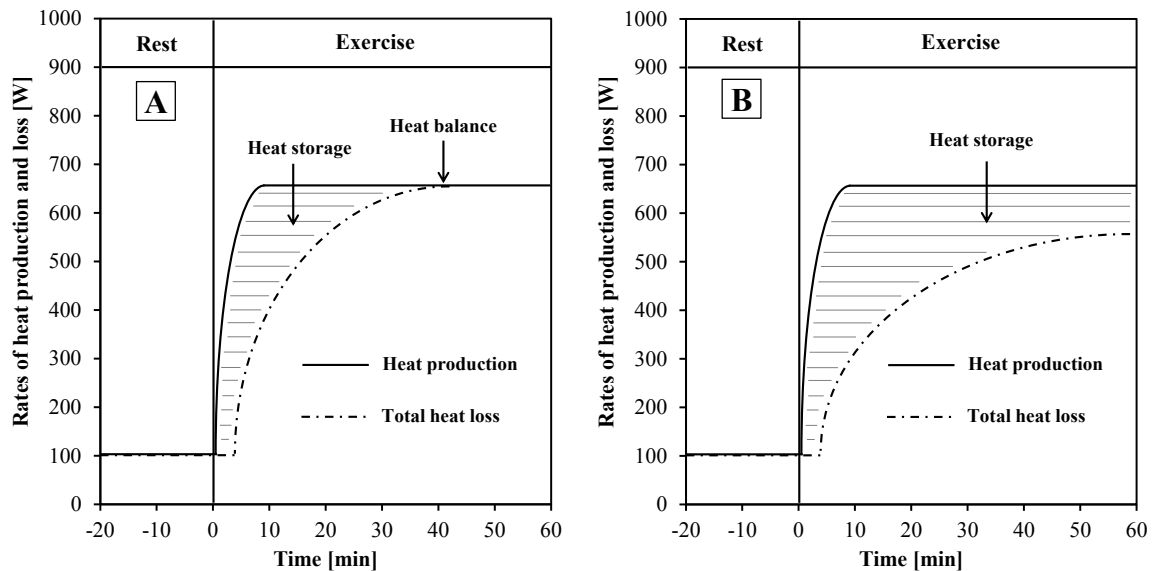 Rates of heat production and loss [W]
1000
900
800
700
600
500
400
300
200
100
0
Rest
Exercise
A
Heat storage
Heat balance
Heat production
Total heat loss
-20 -10 0 10 20 30 40 50 60
Time [min]
Rates of heat production and loss [W]
1000
900
800
700
600
500
400
300
200
100
0
Rest
Exercise
B
Heat storage
Heat production
Total heat loss
-20 -10 0 10 20 30 40 50 60
Time [min]